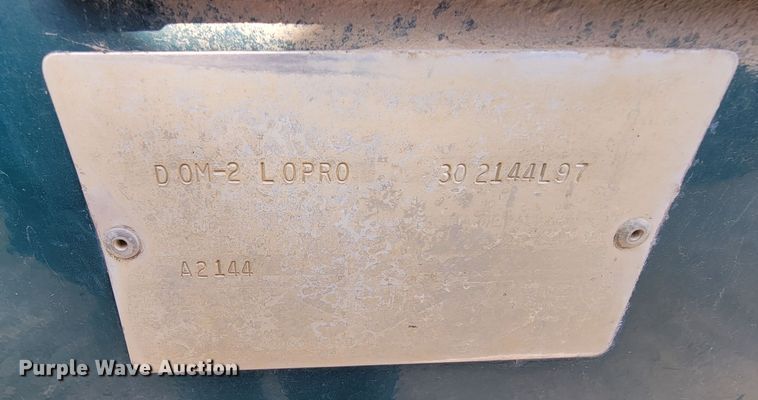 DOM-2 LOPRO 302144L97
A2144
Purple Wave Auction